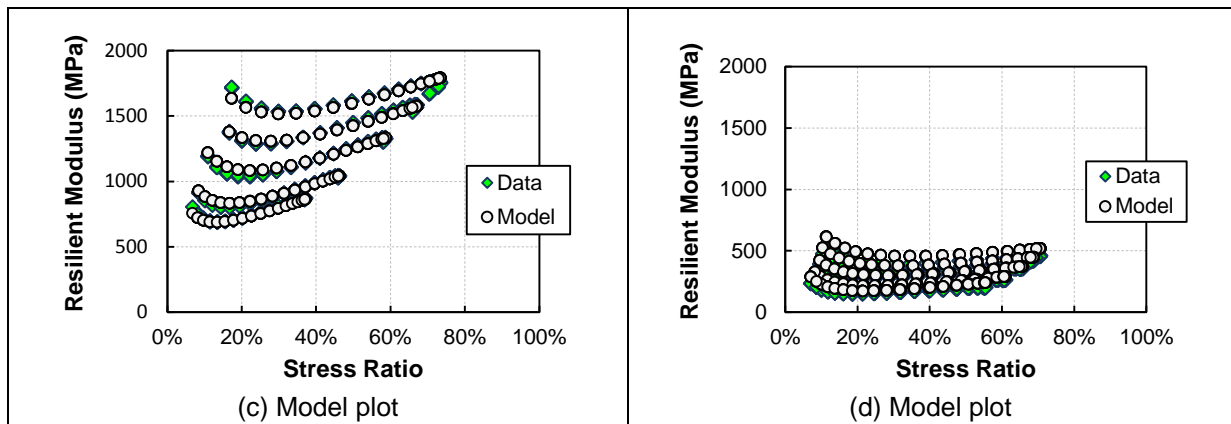 Resilient Modulus (MPa)
2000
1500
1000
500
0
0% 20% 40% 60% 80% 100%
Stress Ratio
Data
Model
(c) Model plot
Resilient Modulus (MPa)
2000
1500
1000
500
0
0% 20% 40% 60% 80% 100%
Stress Ratio
Data
Model
(d) Model plot